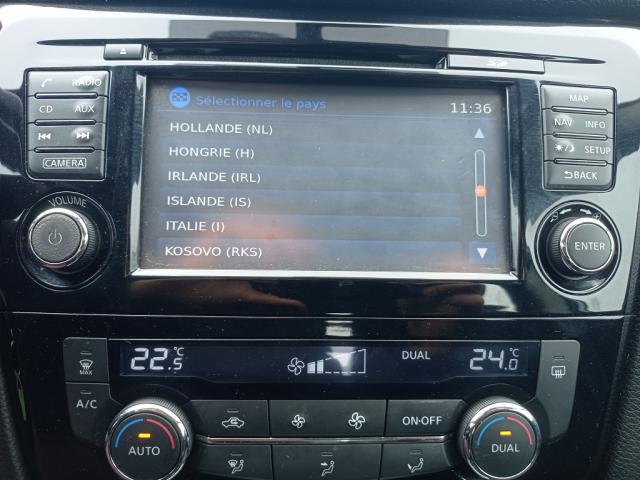 RADIO
CD AUX
CAMERA
VOLUME
Sélectionner le pays 11:36
HOLLANDE (NL)
HONGRIE (H)
IRLANDE (IRL)
ISLANDE (IS)
ITALIE (I)
KOSOVO (RKS)
SD
MAP
NAV INFO
SETUP
BACK
ENTER
MAX
22.5°C
DUAL
24.0°C
A/C
AUTO
ON·OFF
DUAL